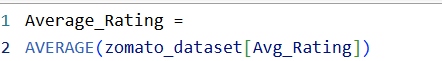 1 Average_Rating =
2 AVERAGE(zomato_dataset[Avg_Rating])